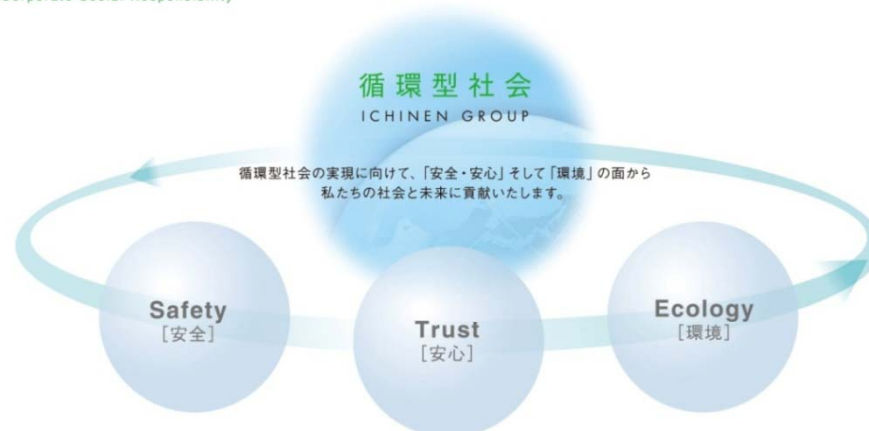 循環型社会
ICHINEN GROUP
循環型社会の実現に向けて、「安全・安心」そして「環境」の面から
私たちの社会と未来に貢献いたします。
Safety
[安全]
Trust
[安心]
Ecology
[環境]